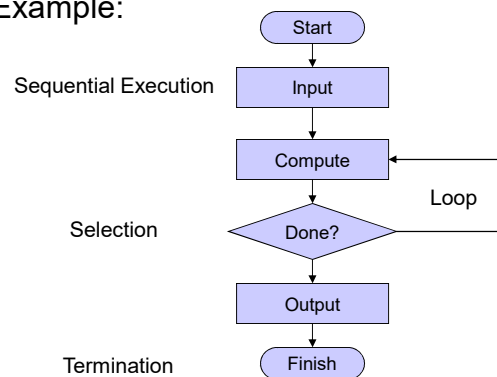 Example:
Start
Sequential Execution
Input
Compute
Loop
Selection
Done?
Output
Termination
Finish